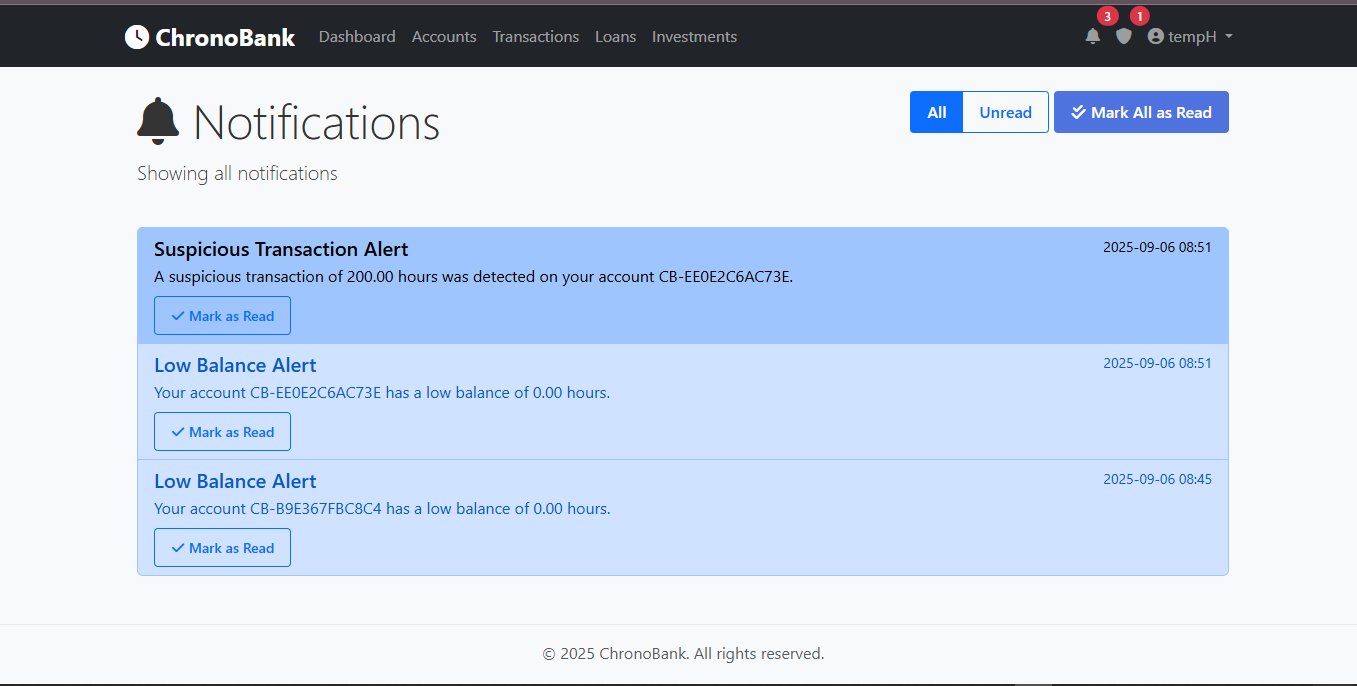 3 1
ChronoBank Dashboard Accounts Transactions Loans Investments tempH
Notifications
All Unread Mark All as Read
Showing all notifications
Suspicious Transaction Alert 2025-09-06 08:51
A suspicious transaction of 200.00 hours was detected on your account CB-EE0E2C6AC73E.
Mark as Read
Low Balance Alert 2025-09-06 08:51
Your account CB-EE0E2C6AC73E has a low balance of 0.00 hours.
Mark as Read
Low Balance Alert 2025-09-06 08:45
Your account CB-B9E367FBC8C4 has a low balance of 0.00 hours.
Mark as Read
© 2025 ChronoBank. All rights reserved.